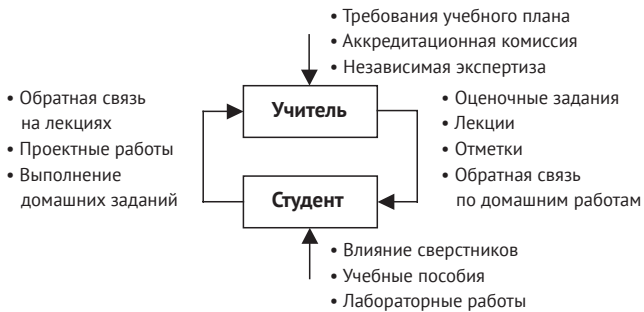 • Требования учебного плана
• Аккредитационная комиссия
• Независимая экспертиза
• Обратная связь
на лекциях
• Проектные работы
• Выполнение
домашних заданий
Учитель
• Оценочные задания
• Лекции
• Отметки
• Обратная связь
по домашним работам
Студент
• Влияние сверстников
• Учебные пособия
• Лабораторные работы